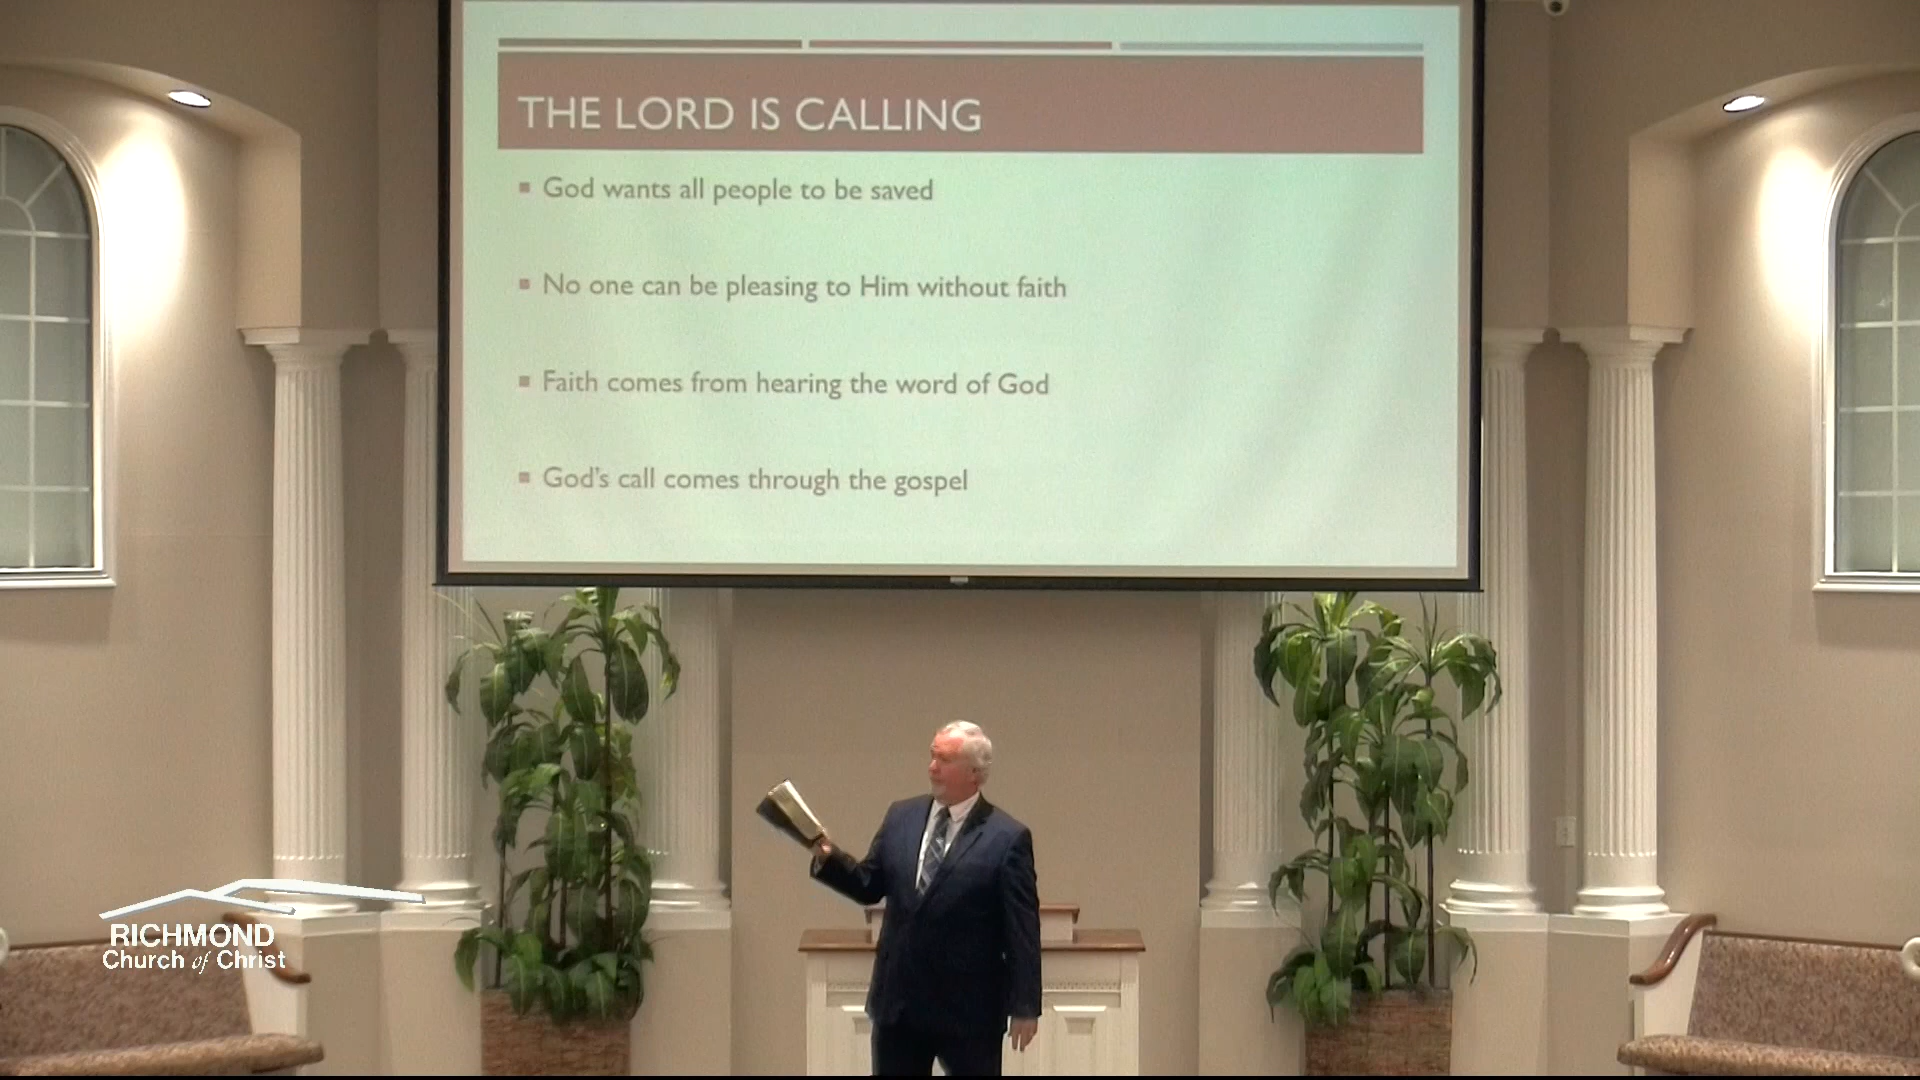 THE LORD IS CALLING
God wants all people to be saved
No one can be pleasing to Him without faith
Faith comes from hearing the word of God
God's call comes through the gospel
RICHMOND
Church of Christ